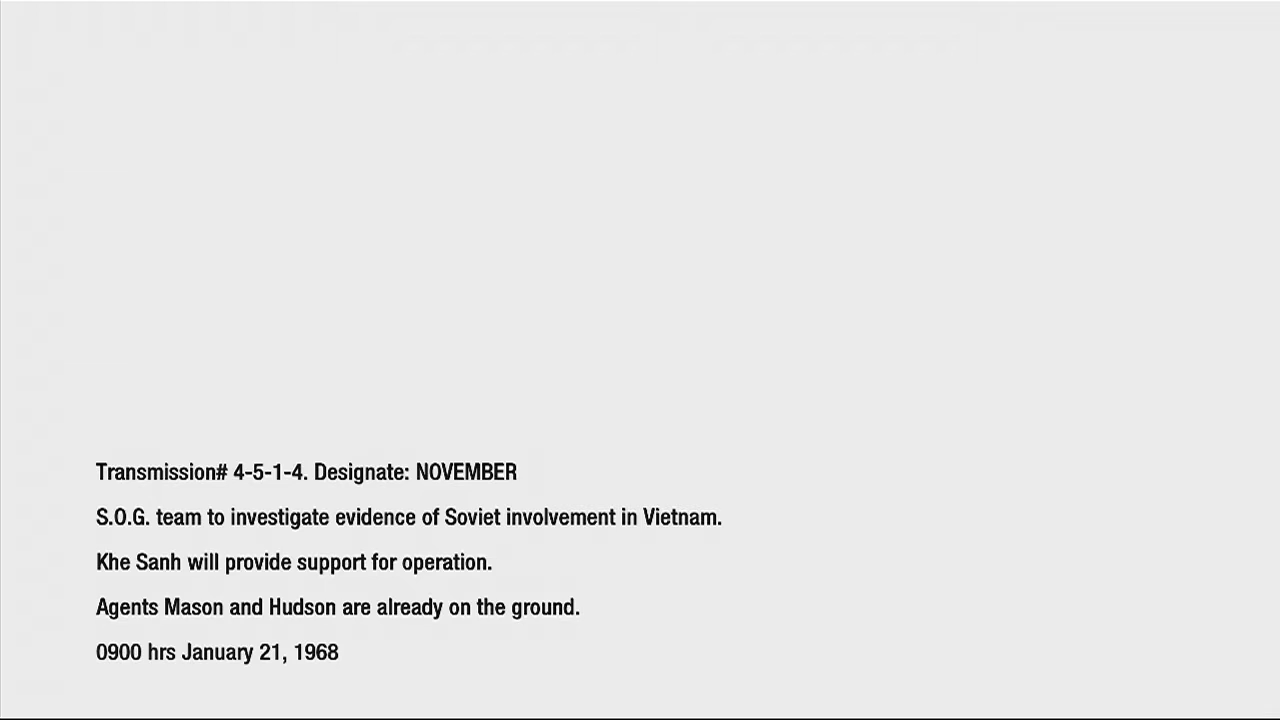 Transmission# 4-5-1-4. Designate: NOVEMBER
S.O.G. team to investigate evidence of Soviet involvement in Vietnam.
Khe Sanh will provide support for operation.
Agents Mason and Hudson are already on the ground.
0900 hrs January 21, 1968